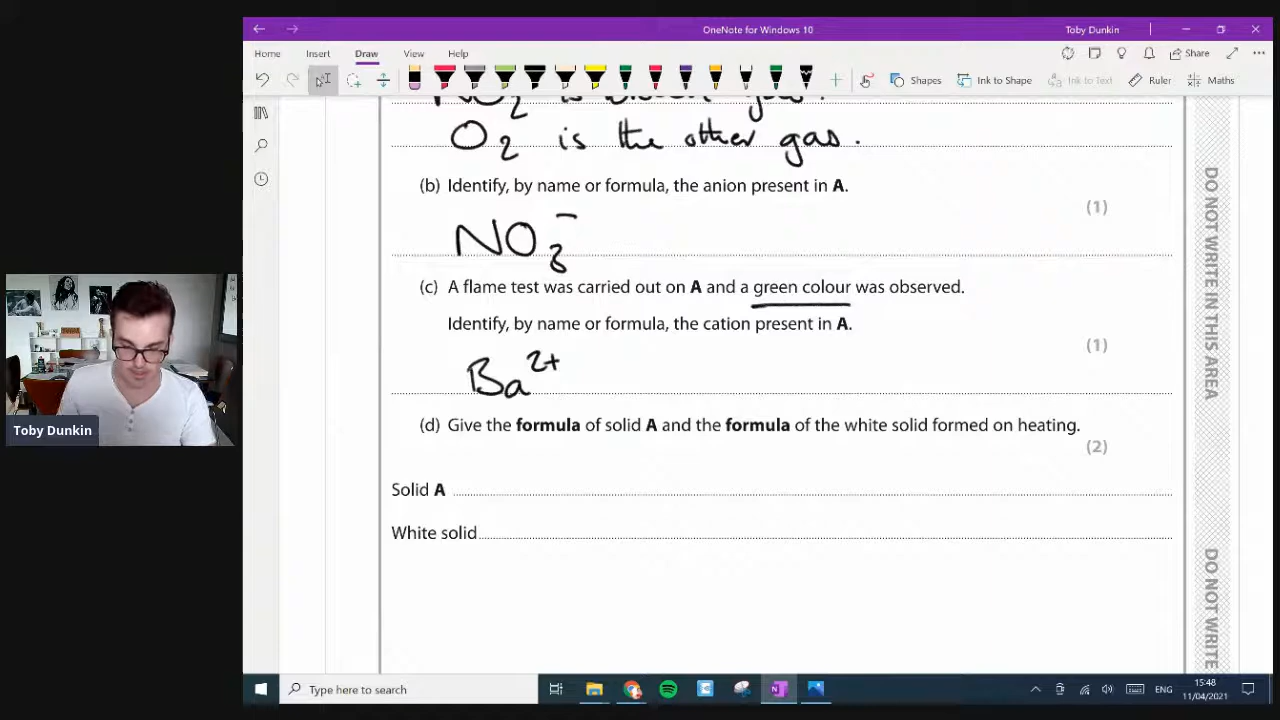 OneNote for Windows 10
Toby Dunkin
Home Insert Draw View Help
Share
Shapes
Ink to Shape
Ink to Text
Ruler
Maths
NO2 is brown gas.
O2 is the other gas.
(b) Identify, by name or formula, the anion present in A.
(1)
NO3⁻
(c) A flame test was carried out on A and a green colour was observed.
Identify, by name or formula, the cation present in A.
(1)
Ba²⁺
(d) Give the formula of solid A and the formula of the white solid formed on heating.
(2)
Solid A
White solid
DO NOT WRITE IN THIS AREA
DO NOT WRITE
Toby Dunkin
Type here to search
ENG
15:48
11/04/2021